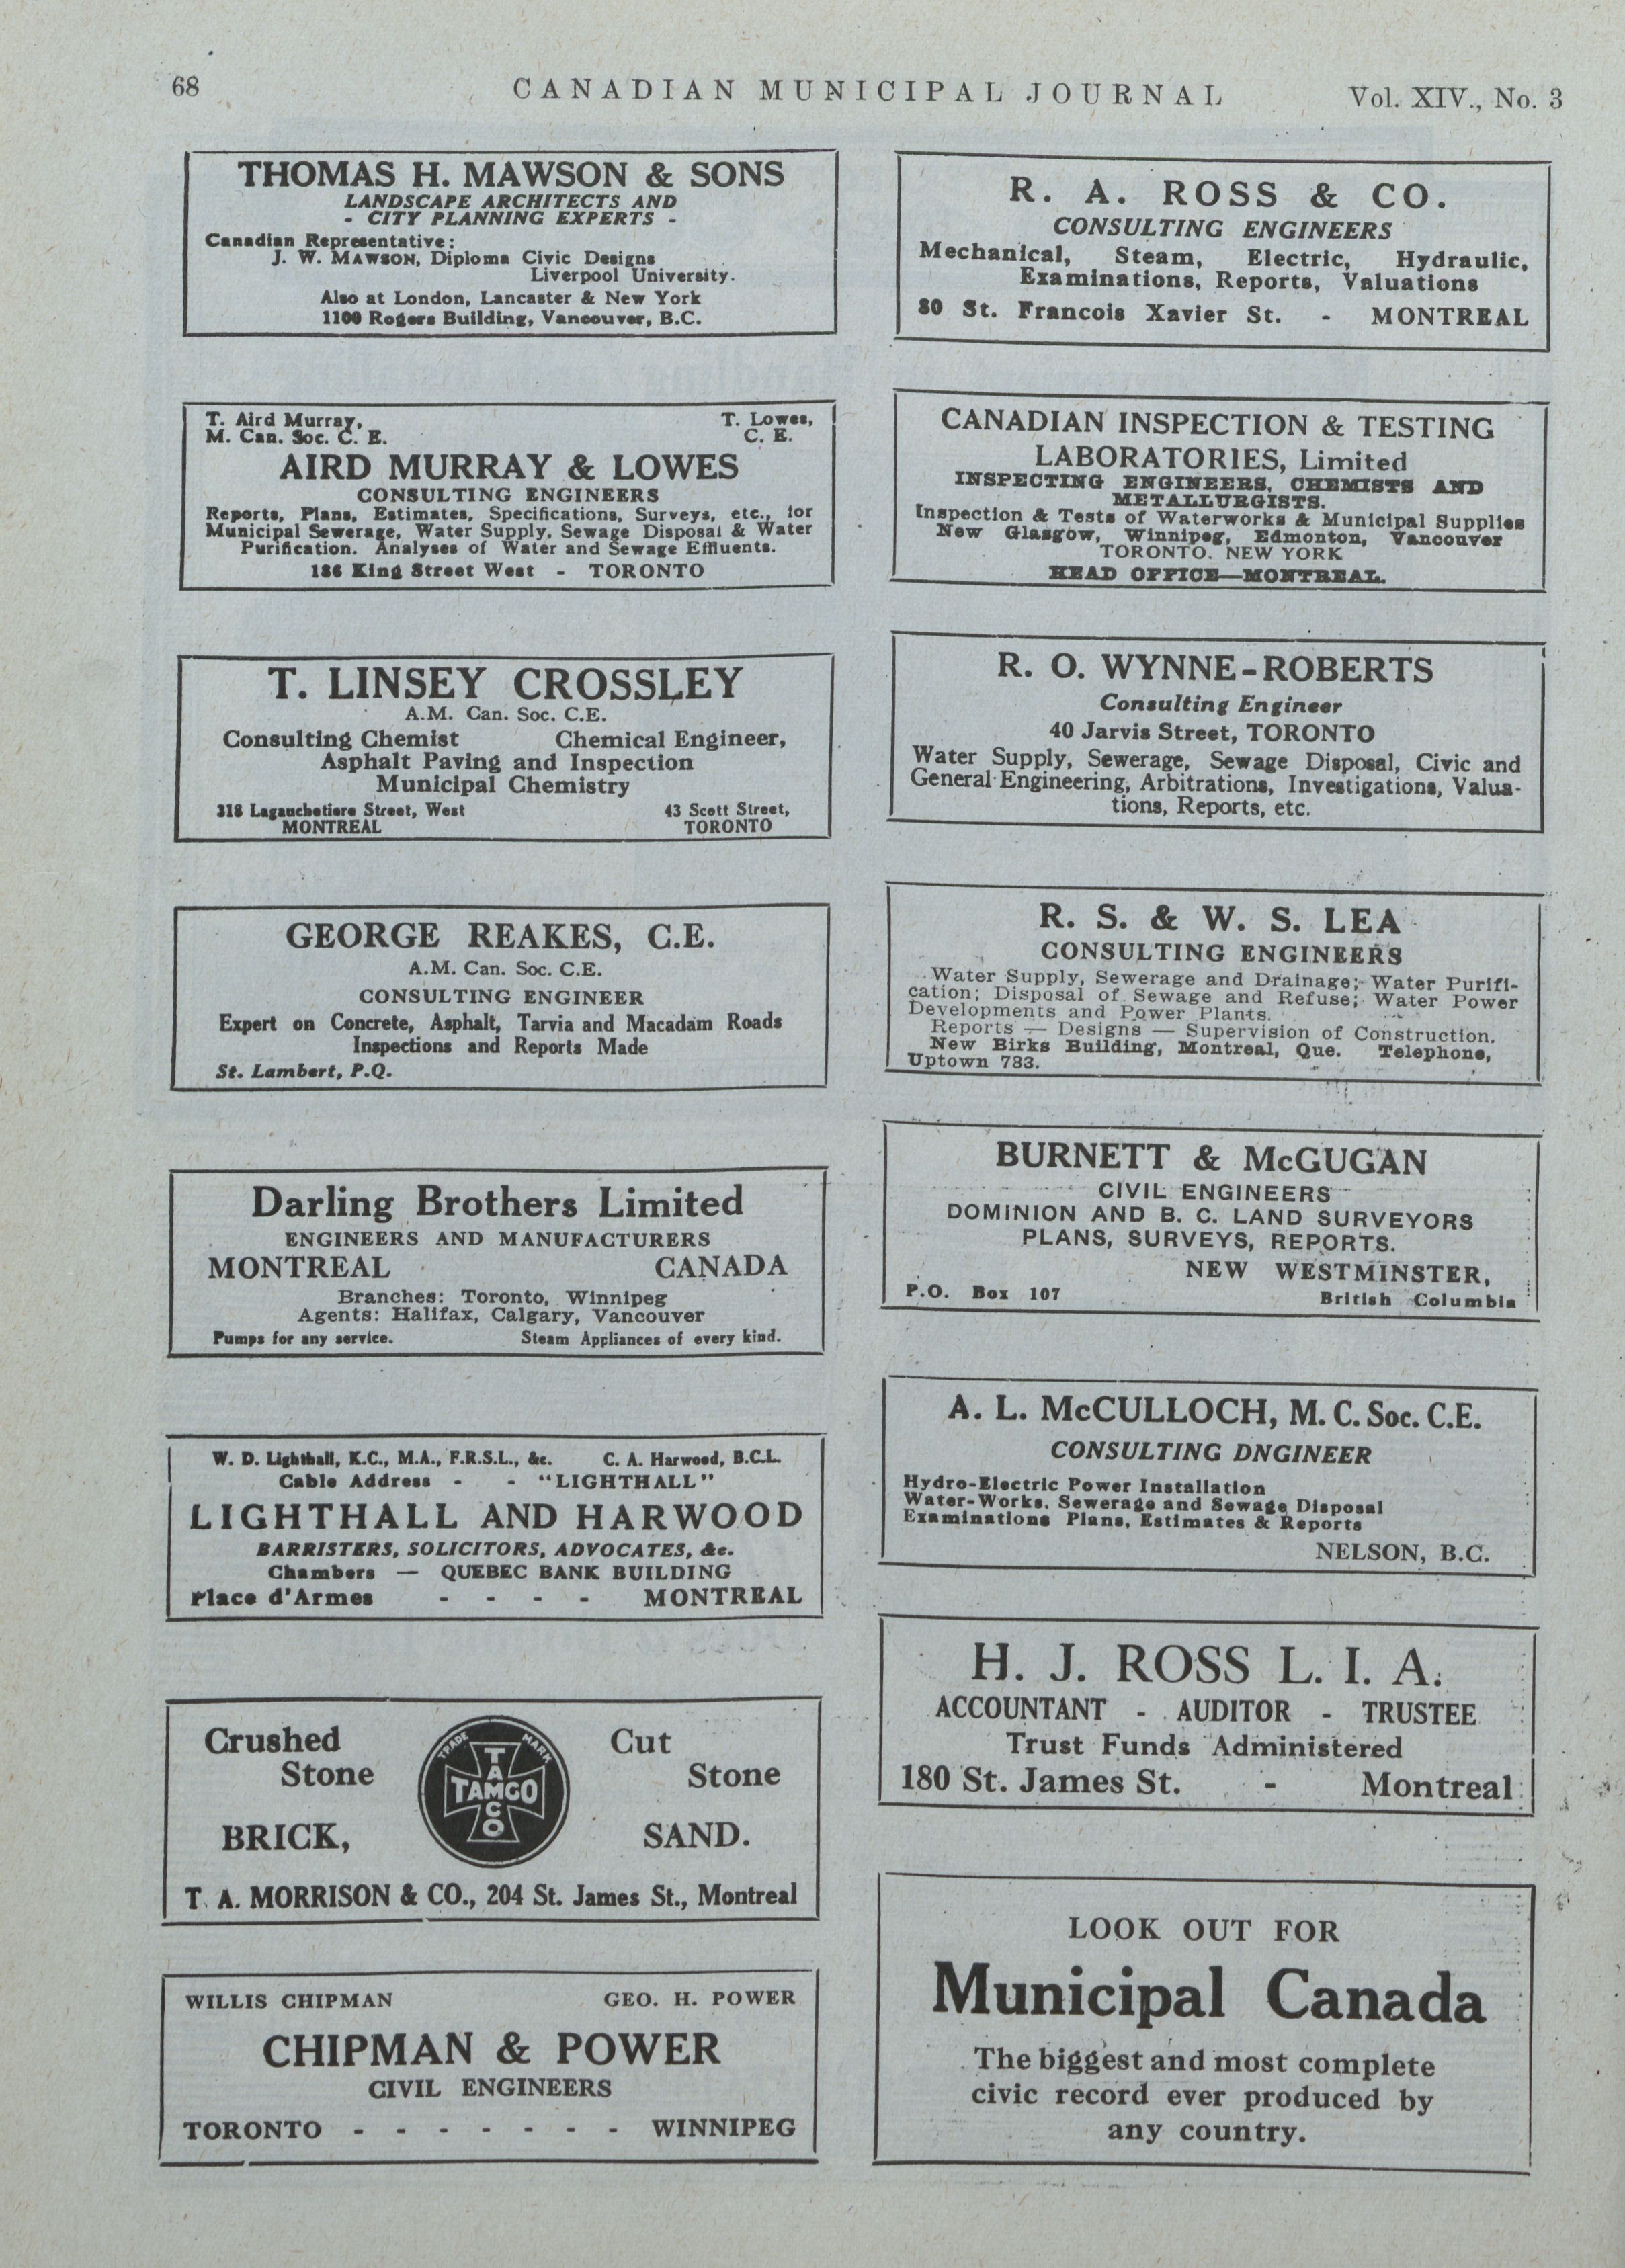 68
CANADIAN MUNICIPAL JOURNAL
Vol. XIV., No. 3
THOMAS H. MAWSON & SONS
LANDSCAPE ARCHITECTS AND
- CITY PLANNING EXPERTS -
Canadian Representative:
J. W. MAWSON, Diploma Civic Designs
Liverpool University.
Also at London, Lancaster & New York
1100 Rogers Building, Vancouver, B.C.
T. Aird Murray, T. Lowes,
M. Can. Soc. C. E. C. E.
AIRD MURRAY & LOWES
CONSULTING ENGINEERS
Reports, Plans, Estimates, Specifications, Surveys, etc., for
Municipal Sewerage, Water Supply, Sewage Disposal & Water
Purification. Analyses of Water and Sewage Effluents.
186 King Street West - TORONTO
T. LINSEY CROSSLEY
A.M. Can. Soc. C.E.
Consulting Chemist Chemical Engineer,
Asphalt Paving and Inspection
Municipal Chemistry
318 Lagauchetiere Street, West 43 Scott Street,
MONTREAL TORONTO
GEORGE REAKES, C.E.
A.M. Can. Soc. C.E.
CONSULTING ENGINEER
Expert on Concrete, Asphalt, Tarvia and Macadam Roads
Inspections and Reports Made
St. Lambert, P.Q.
Darling Brothers Limited
ENGINEERS AND MANUFACTURERS
MONTREAL CANADA
Branches: Toronto, Winnipeg
Agents: Halifax, Calgary, Vancouver
Pumps for any service. Steam Appliances of every kind.
W. D. Lighthall, K.C., M.A., F.R.S.L., &c. C. A. Harwood, B.C.L.
Cable Address - - "LIGHTHALL"
LIGHTHALL AND HARWOOD
BARRISTERS, SOLICITORS, ADVOCATES, &c.
Chambers — QUEBEC BANK BUILDING
Place d'Armes - - - - MONTREAL
Crushed Stone
BRICK,
TRADE MARK
TAMCO
TAMCO
Cut Stone
SAND.
T. A. MORRISON & CO., 204 St. James St., Montreal
WILLIS CHIPMAN GEO. H. POWER
CHIPMAN & POWER
CIVIL ENGINEERS
TORONTO - - - - - - - WINNIPEG
R. A. ROSS & CO.
CONSULTING ENGINEERS
Mechanical, Steam, Electric, Hydraulic,
Examinations, Reports, Valuations
80 St. Francois Xavier St. - MONTREAL
CANADIAN INSPECTION & TESTING
LABORATORIES, Limited
INSPECTING ENGINEERS, CHEMISTS AND
METALLURGISTS.
Inspection & Tests of Waterworks & Municipal Supplies
New Glasgow, Winnipeg, Edmonton, Vancouver
TORONTO. NEW YORK
HEAD OFFICE—MONTREAL.
R. O. WYNNE-ROBERTS
Consulting Engineer
40 Jarvis Street, TORONTO
Water Supply, Sewerage, Sewage Disposal, Civic and
General Engineering, Arbitrations, Investigations, Valua-
tions, Reports, etc.
R. S. & W. S. LEA
CONSULTING ENGINEERS
Water Supply, Sewerage and Drainage; Water Purifi-
cation; Disposal of Sewage and Refuse; Water Power
Developments and Power Plants.
Reports — Designs — Supervision of Construction.
New Birks Building, Montreal, Que. Telephone,
Uptown 783.
BURNETT & McGUGAN
CIVIL ENGINEERS
DOMINION AND B. C. LAND SURVEYORS
PLANS, SURVEYS, REPORTS.
NEW WESTMINSTER,
P.O. Box 107 British Columbia
A. L. McCULLOCH, M. C. Soc. C.E.
CONSULTING DNGINEER
Hydro-Electric Power Installation
Water-Works, Sewerage and Sewage Disposal
Examinations Plans, Estimates & Reports
NELSON, B.C.
H. J. ROSS L. I. A.
ACCOUNTANT - AUDITOR - TRUSTEE
Trust Funds Administered
180 St. James St. - Montreal
LOOK OUT FOR
Municipal Canada
The biggest and most complete
civic record ever produced by
any country.